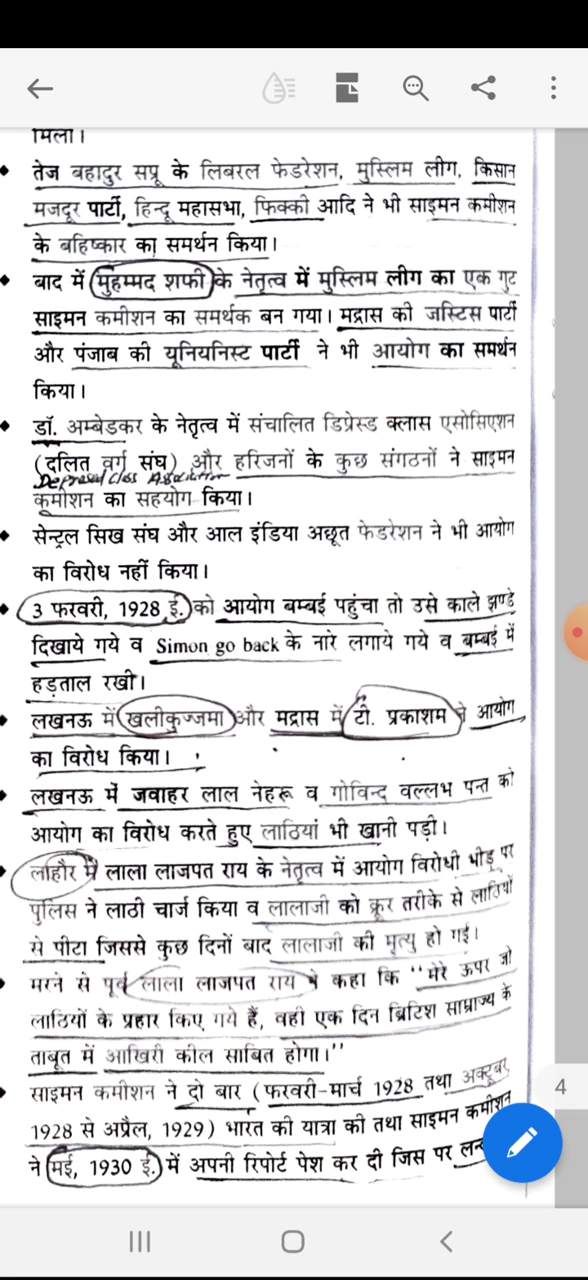 मिला।
• तेज बहादुर सप्रू के लिबरल फेडरेशन, मुस्लिम लीग, किसान
मजदूर पार्टी, हिन्दू महासभा, फिक्की आदि ने भी साइमन कमीशन
के बहिष्कार का समर्थन किया।
• बाद में मुहम्मद शफी के नेतृत्व में मुस्लिम लीग का एक गुट
साइमन कमीशन का समर्थक बन गया। मद्रास की जस्टिस पार्टी
और पंजाब की यूनियनिस्ट पार्टी ने भी आयोग का समर्थन
किया।
• डॉ. अम्बेडकर के नेतृत्व में संचालित डिप्रेस्ड क्लास एसोसिएशन
(दलित वर्ग संघ) और हरिजनों के कुछ संगठनों ने साइमन
Depressed Class Association
कमीशन का सहयोग किया।
• सेन्ट्रल सिख संघ और आल इंडिया अछूत फेडरेशन ने भी आयोग
का विरोध नहीं किया।
• 3 फरवरी, 1928 ई. को आयोग बम्बई पहुंचा तो उसे काले झण्डे
दिखाये गये व Simon go back के नारे लगाये गये व बम्बई में
हड़ताल रखी।
• लखनऊ में खलीकुज्जमा और मद्रास में टी. प्रकाशम ने आयोग
का विरोध किया।
• लखनऊ में जवाहर लाल नेहरू व गोविन्द वल्लभ पन्त को
आयोग का विरोध करते हुए लाठियां भी खानी पड़ी।
• लाहौर में लाला लाजपत राय के नेतृत्व में आयोग विरोधी भीड़ पर
पुलिस ने लाठी चार्ज किया व लालाजी को क्रूर तरीके से लाठियों
से पीटा जिससे कुछ दिनों बाद लालाजी की मृत्यु हो गई।
• मरने से पूर्व लाला लाजपत राय ने कहा कि "मेरे ऊपर जो
लाठियों के प्रहार किए गये हैं, वही एक दिन ब्रिटिश साम्राज्य के
ताबूत में आखिरी कील साबित होगा।"
• साइमन कमीशन ने दो बार (फरवरी-मार्च 1928 तथा अक्टूबर,
1928 से अप्रैल, 1929) भारत की यात्रा की तथा साइमन कमीशन
ने मई, 1930 ई. में अपनी रिपोर्ट पेश कर दी जिस पर
4